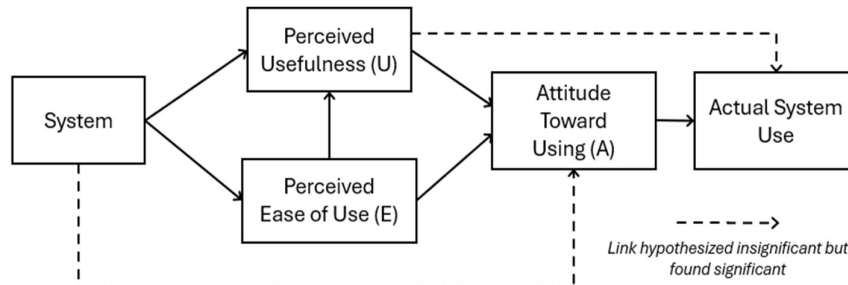 System
Perceived
Usefulness (U)
Perceived
Ease of Use (E)
Attitude
Toward
Using (A)
Actual System
Use
Link hypothesized insignificant but
found significant